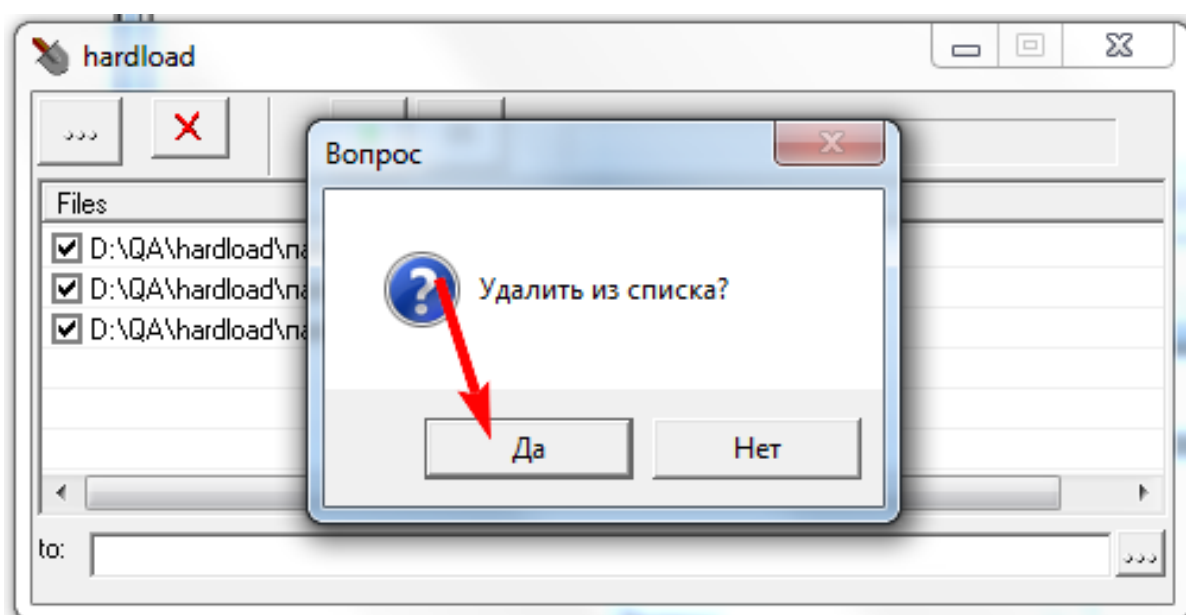 hardload
...
Вопрос
Files
D:\QA\hardload\
D:\QA\hardload\
D:\QA\hardload\
Удалить из списка?
Да
Нет
to:
...